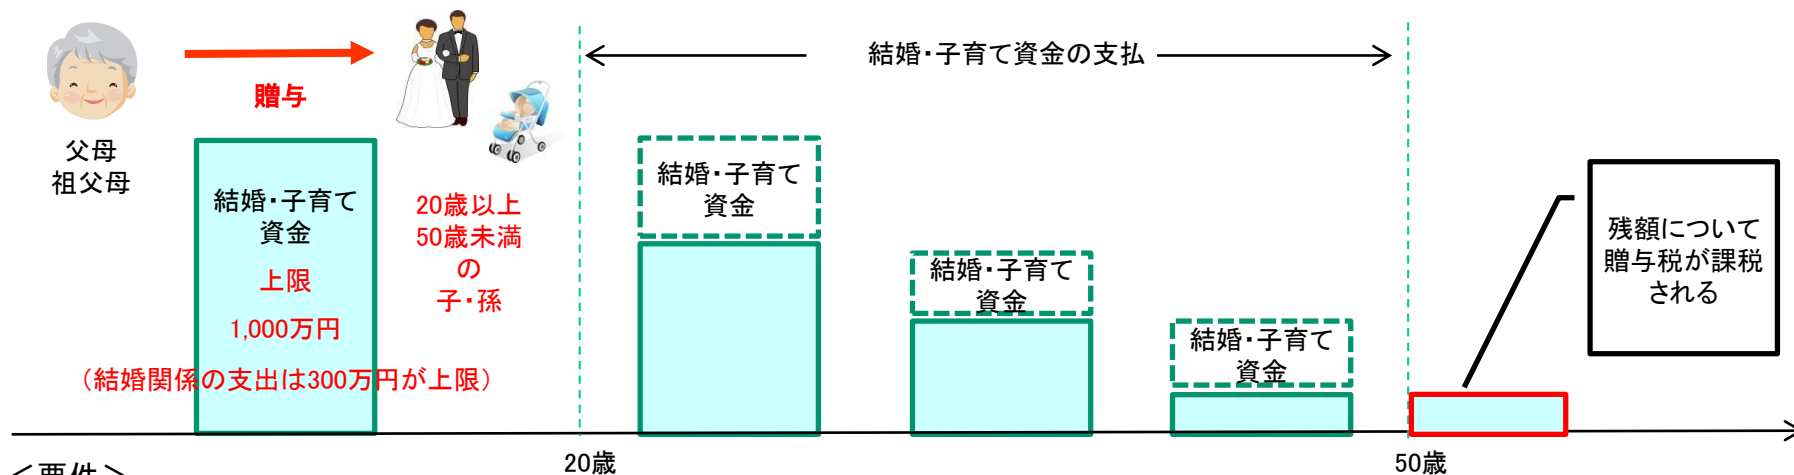 父母
祖父母
贈与
結婚・子育て
資金
上限
1,000万円
（結婚関係の支出は300万円が上限）
20歳以上
50歳未満
の
子・孫
結婚・子育て資金の支払
結婚・子育て
資金
結婚・子育て
資金
結婚・子育て
資金
残額について
贈与税が課税
される
20歳
50歳
＜要件＞